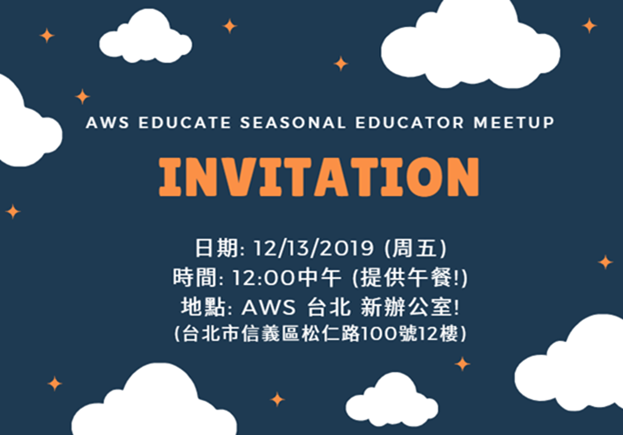 AWS EDUCATE SEASONAL EDUCATOR MEETUP
INVITATION
日期: 12/13/2019 (周五)
時間: 12:00中午 (提供午餐!)
地點: AWS 台北 新辦公室!
(台北市信義區松仁路100號12樓)